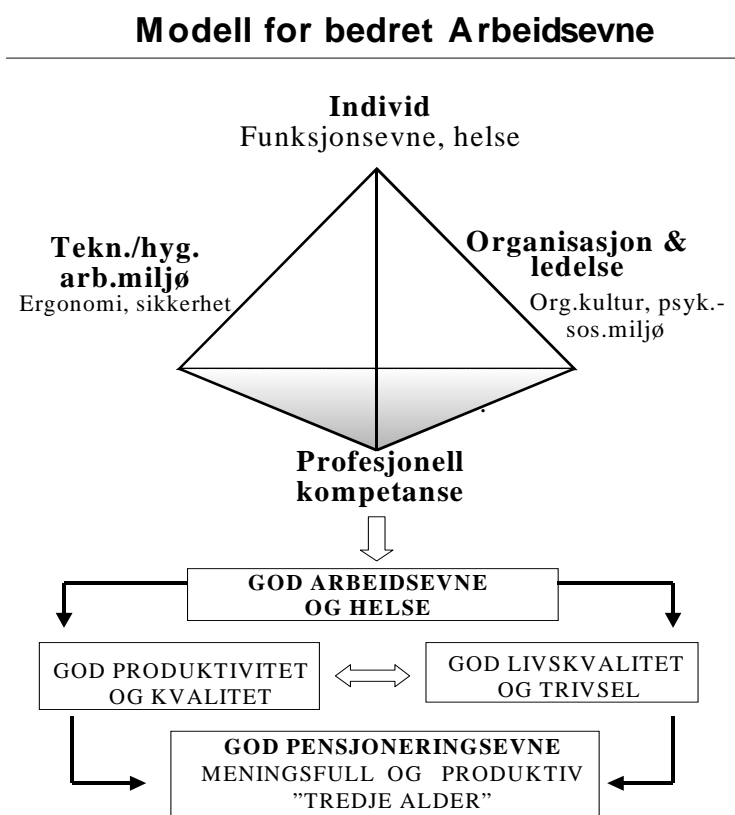 Modell for bedret Arbeidsevne
Individ
Funksjonsevne, helse
Tekn./hyg.
arb.miljø
Ergonomi, sikkerhet
Organisasjon &
ledelse
Org.kultur, psyk.-
sos.miljø
Profesjonell
kompetanse
GOD ARBEIDSEVNE
OG HELSE
GOD PRODUKTIVITET
OG KVALITET
GOD LIVSKVALITET
OG TRIVSEL
GOD PENSJONERINGSEVNE
MENINGSFULL OG PRODUKTIV
”TREDJE ALDER”